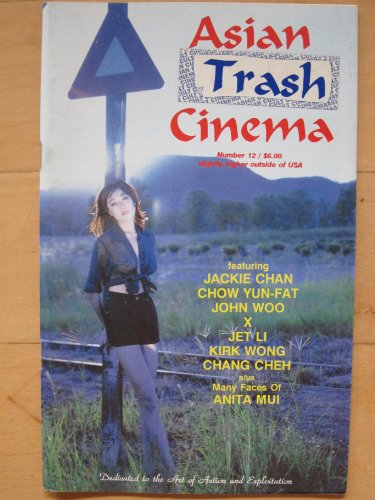 Asian
Trash
Cinema
Number 12 / $6.00
slightly higher outside of USA
featuring
JACKIE CHAN
CHOW YUN-FAT
JOHN WOO
X
JET LI
KIRK WONG
CHANG CHEH
plus
Many Faces Of
ANITA MUI
Dedicated to the Art of Action and Exploitation